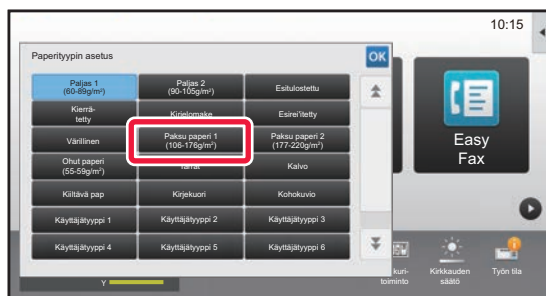 10:15
Paperityypin asetus
OK
Paljas 1
(60-89g/m²)
Paljas 2
(90-105g/m²)
Esitulostettu
Kierrä-
tetty
Kirjelomake
Esirei'itetty
Värillinen
Paksu paperi 1
(106-176g/m²)
Paksu paperi 2
(177-220g/m²)
Ohut paperi
(55-59g/m²)
Tarrat
Kalvo
Kiiltävä pap
Kirjekuori
Kohokuvio
Käyttäjätyyppi 1
Käyttäjätyyppi 2
Käyttäjätyyppi 3
Käyttäjätyyppi 4
Käyttäjätyyppi 5
Käyttäjätyyppi 6
Easy
Fax
kuri-
toiminto
Kirkkauden
säätö
Työn tila
Y